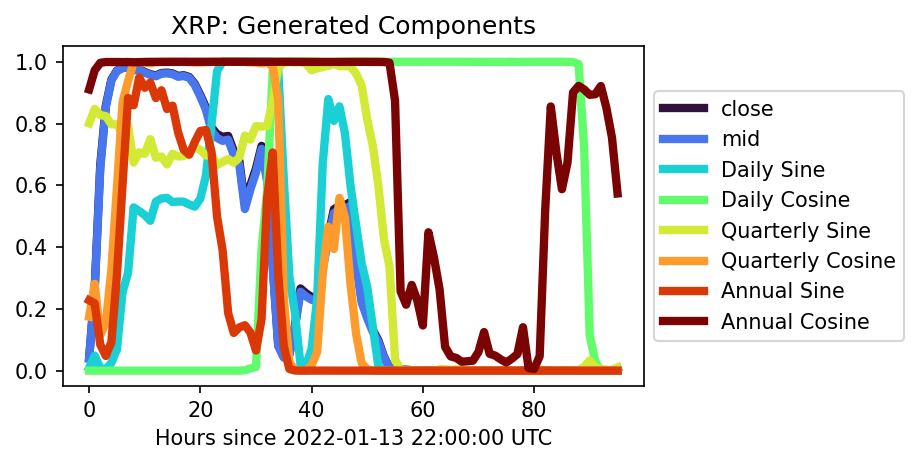 XRP: Generated Components
1.0
0.8
0.6
0.4
0.2
0.0
0
20
40
60
80
Hours since 2022-01-13 22:00:00 UTC
close
mid
Daily Sine
Daily Cosine
Quarterly Sine
Quarterly Cosine
Annual Sine
Annual Cosine